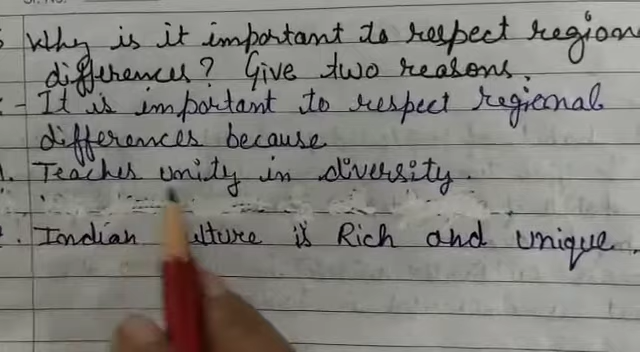 Why is it important to respect region
differences? Give two reasons.
:- It is important to respect regional
differences because
1. Teaches unity in diversity.
. Indian ulture is Rich and unique.